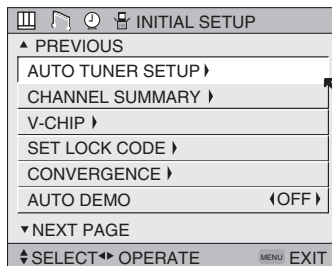 INITIAL SETUP
PREVIOUS
AUTO TUNER SETUP
CHANNEL SUMMARY
V-CHIP
SET LOCK CODE
CONVERGENCE
AUTO DEMO (OFF)
NEXT PAGE
SELECT OPERATE MENU EXIT